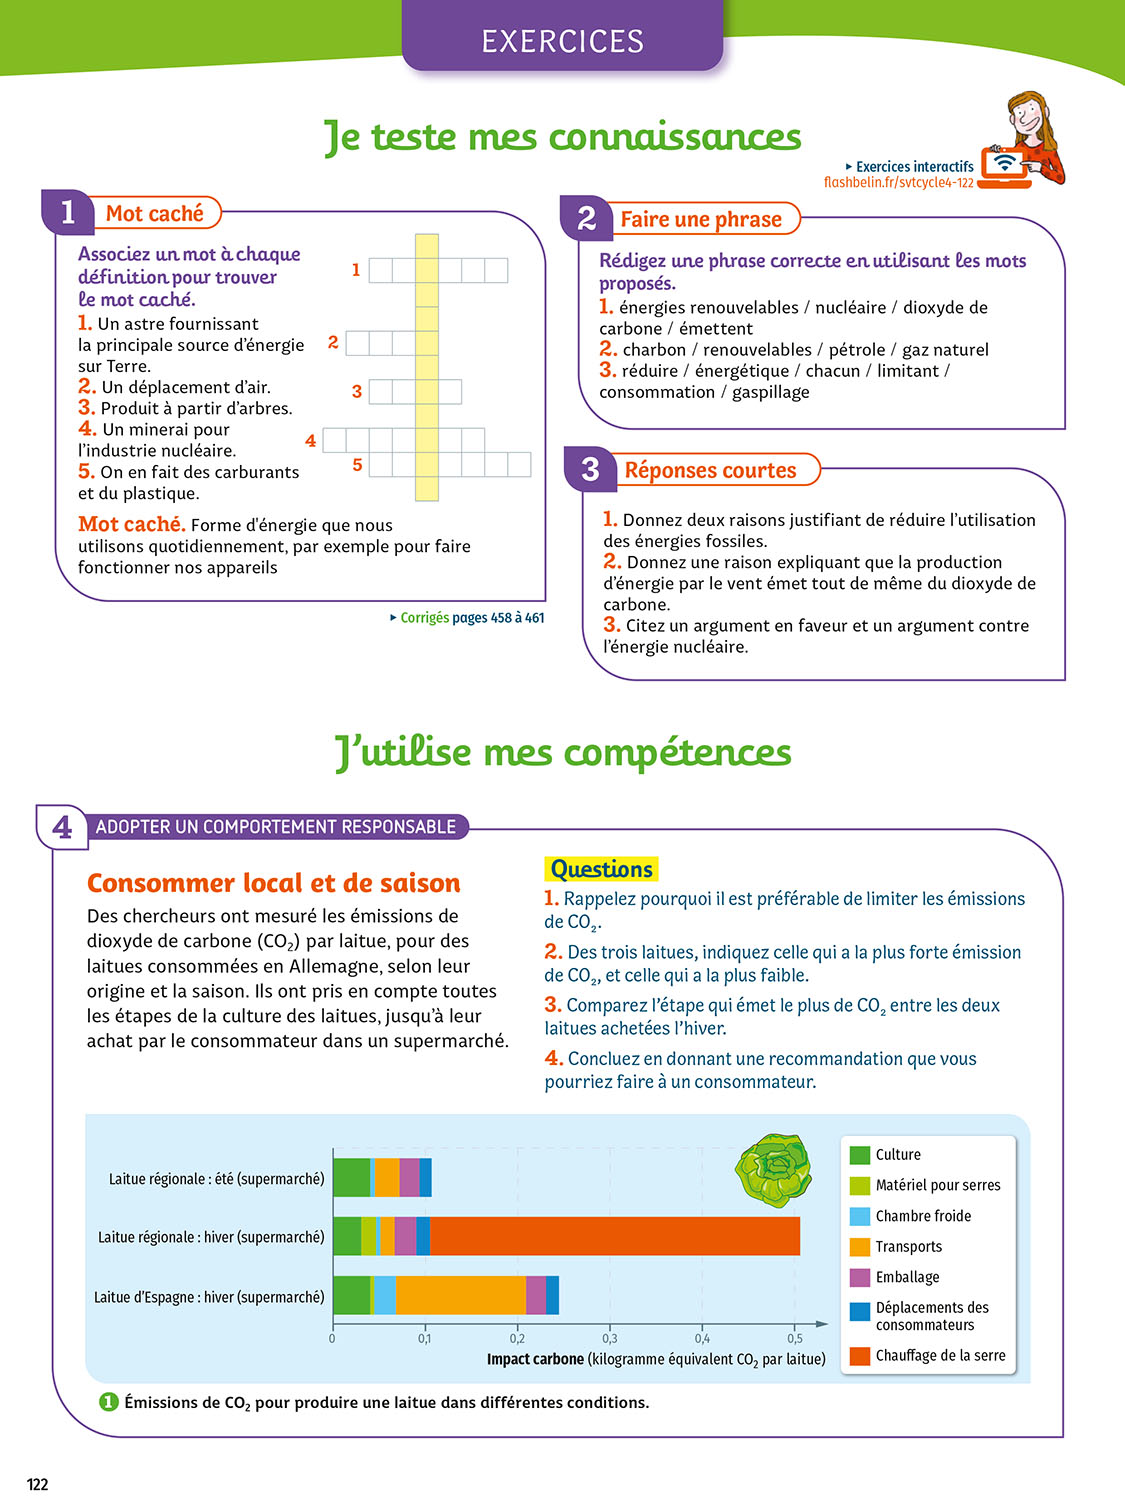 EXERCICES
Je teste mes connaissances
Exercices interactifs
flashbelin.fr/svtcycle4-122
1 Mot caché
Associez un mot à chaque
définition pour trouver
le mot caché.
1. Un astre fournissant
la principale source d'énergie
sur Terre.
2. Un déplacement d'air.
3. Produit à partir d'arbres.
4. Un minerai pour
l'industrie nucléaire.
5. On en fait des carburants
et du plastique.
1
2
3
4
5
Mot caché. Forme d'énergie que nous
utilisons quotidiennement, par exemple pour faire
fonctionner nos appareils
Corrigés pages 458 à 461
2 Faire une phrase
Rédigez une phrase correcte en utilisant les mots
proposés.
1. énergies renouvelables / nucléaire / dioxyde de
carbone / émettent
2. charbon / renouvelables / pétrole / gaz naturel
3. réduire / énergétique / chacun / limitant /
consommation / gaspillage
3 Réponses courtes
1. Donnez deux raisons justifiant de réduire l'utilisation
des énergies fossiles.
2. Donnez une raison expliquant que la production
d'énergie par le vent émet tout de même du dioxyde de
carbone.
3. Citez un argument en faveur et un argument contre
l'énergie nucléaire.
J'utilise mes compétences
4 ADOPTER UN COMPORTEMENT RESPONSABLE
Consommer local et de saison
Des chercheurs ont mesuré les émissions de
dioxyde de carbone (CO₂) par laitue, pour des
laitues consommées en Allemagne, selon leur
origine et la saison. Ils ont pris en compte toutes
les étapes de la culture des laitues, jusqu'à leur
achat par le consommateur dans un supermarché.
Questions
1. Rappelez pourquoi il est préférable de limiter les émissions
de CO₂.
2. Des trois laitues, indiquez celle qui a la plus forte émission
de CO₂, et celle qui a la plus faible.
3. Comparez l'étape qui émet le plus de CO₂ entre les deux
laitues achetées l'hiver.
4. Concluez en donnant une recommandation que vous
pourriez faire à un consommateur.
Laitue régionale : été (supermarché)
Laitue régionale : hiver (supermarché)
Laitue d'Espagne : hiver (supermarché)
0 0,1 0,2 0,3 0,4 0,5
Impact carbone (kilogramme équivalent CO₂ par laitue)
Culture
Matériel pour serres
Chambre froide
Transports
Emballage
Déplacements des
consommateurs
Chauffage de la serre
1 Émissions de CO₂ pour produire une laitue dans différentes conditions.
122